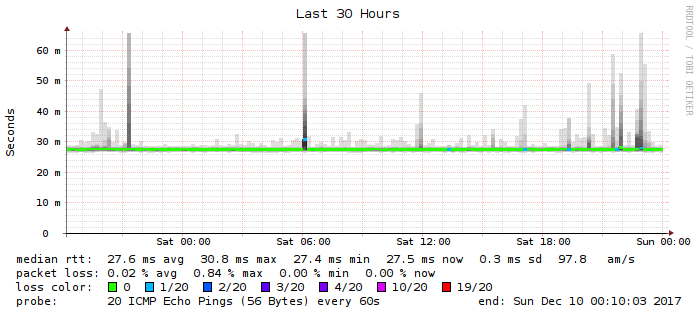 Last 30 Hours
RRDTOOL / TOBI OETIKER
Seconds
60 m
50 m
40 m
30 m
20 m
10 m
0
Sat 00:00 Sat 06:00 Sat 12:00 Sat 18:00 Sun 00:00
median rtt: 27.6 ms avg 30.8 ms max 27.4 ms min 27.5 ms now 0.3 ms sd 97.8 am/s
packet loss: 0.02 % avg 0.84 % max 0.00 % min 0.00 % now
loss color: 0 1/20 2/20 3/20 4/20 10/20 19/20
probe: 20 ICMP Echo Pings (56 Bytes) every 60s end: Sun Dec 10 00:10:03 2017